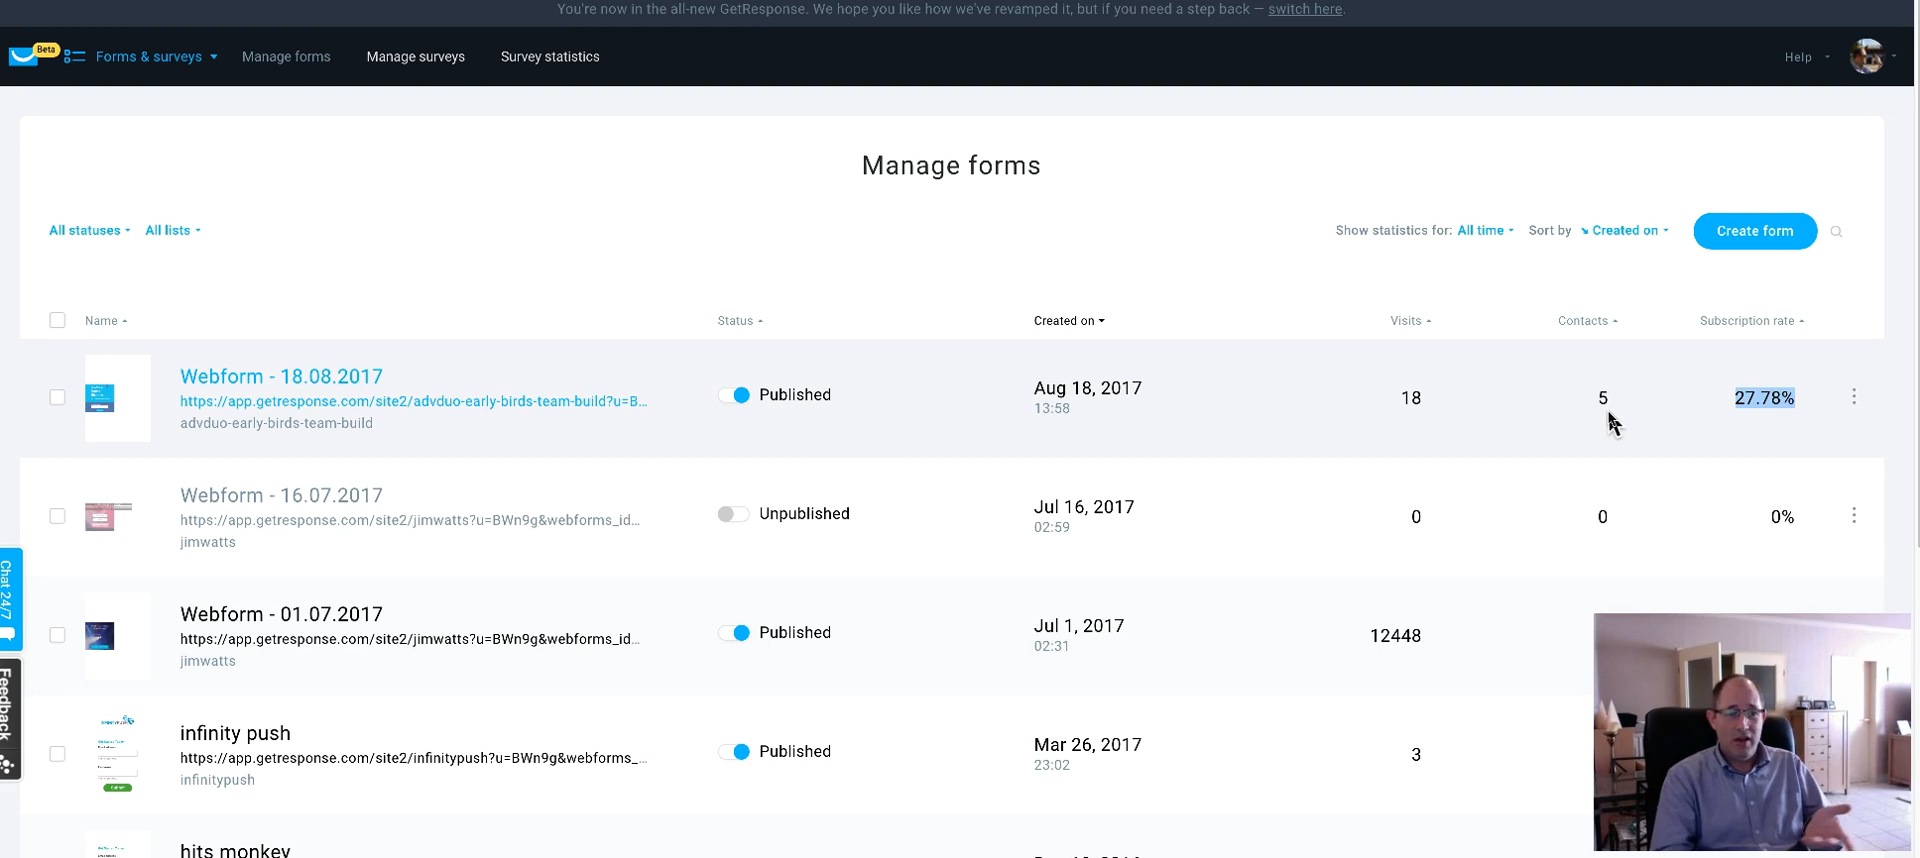 You're now in the all-new GetResponse. We hope you like how we've revamped it, but if you need a step back — switch here.
Beta Forms & surveys Manage forms Manage surveys Survey statistics Help
Manage forms
All statuses All lists Show statistics for: All time Sort by Created on Create form
Name Status Created on Visits Contacts Subscription rate
Webform - 18.08.2017
https://app.getresponse.com/site2/advduo-early-birds-team-build?u=B...
advduo-early-birds-team-build
Published
Aug 18, 2017
13:58
18 5 27.78%
Webform - 16.07.2017
https://app.getresponse.com/site2/jimwatts?u=BWn9g&webforms_id...
jimwatts
Unpublished
Jul 16, 2017
02:59
0 0 0%
Webform - 01.07.2017
https://app.getresponse.com/site2/jimwatts?u=BWn9g&webforms_id...
jimwatts
Published
Jul 1, 2017
02:31
12448
infinity push
https://app.getresponse.com/site2/infinitypush?u=BWn9g&webforms_...
infinitypush
Published
Mar 26, 2017
23:02
3
hits monkey
Chat 24/7
Feedback